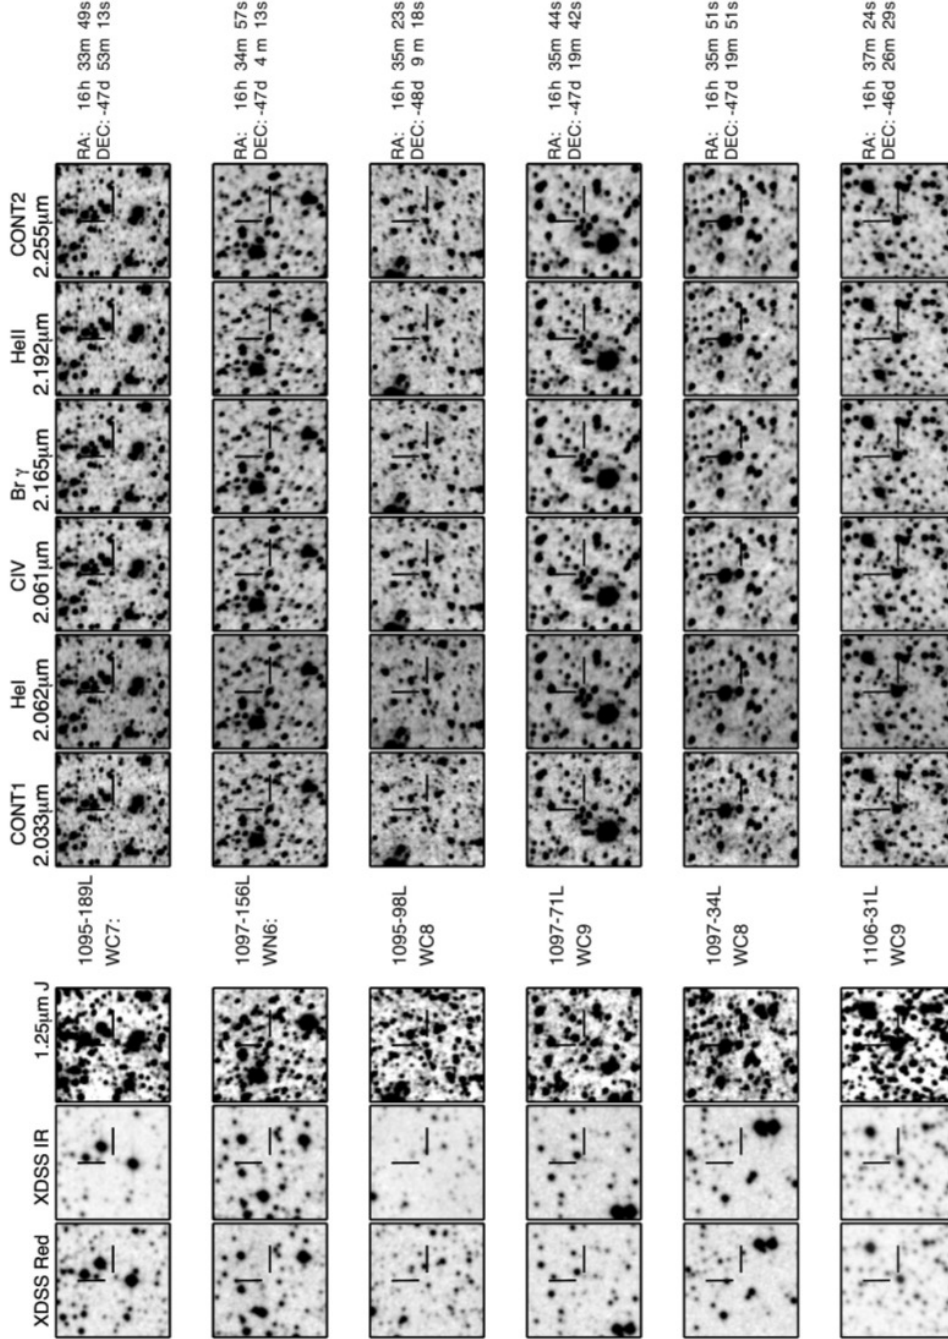 XDSS Red
XDSS IR
1.25µm J
CONT1
2.033µm
HeI
2.062µm
CIV
2.061µm
Br γ
2.165µm
HeII
2.192µm
CONT2
2.255µm
1095-189L
WC7:
RA: 16h 33m 49s
DEC: -47d 53m 13s
1097-156L
WN6:
RA: 16h 34m 57s
DEC: -47d 4 m 13s
1095-98L
WC8
RA: 16h 35m 23s
DEC: -48d 9 m 18s
1097-71L
WC9
RA: 16h 35m 44s
DEC: -47d 19m 42s
1097-34L
WC8
RA: 16h 35m 51s
DEC: -47d 19m 51s
1106-31L
WC9
RA: 16h 37m 24s
DEC: -46d 26m 29s